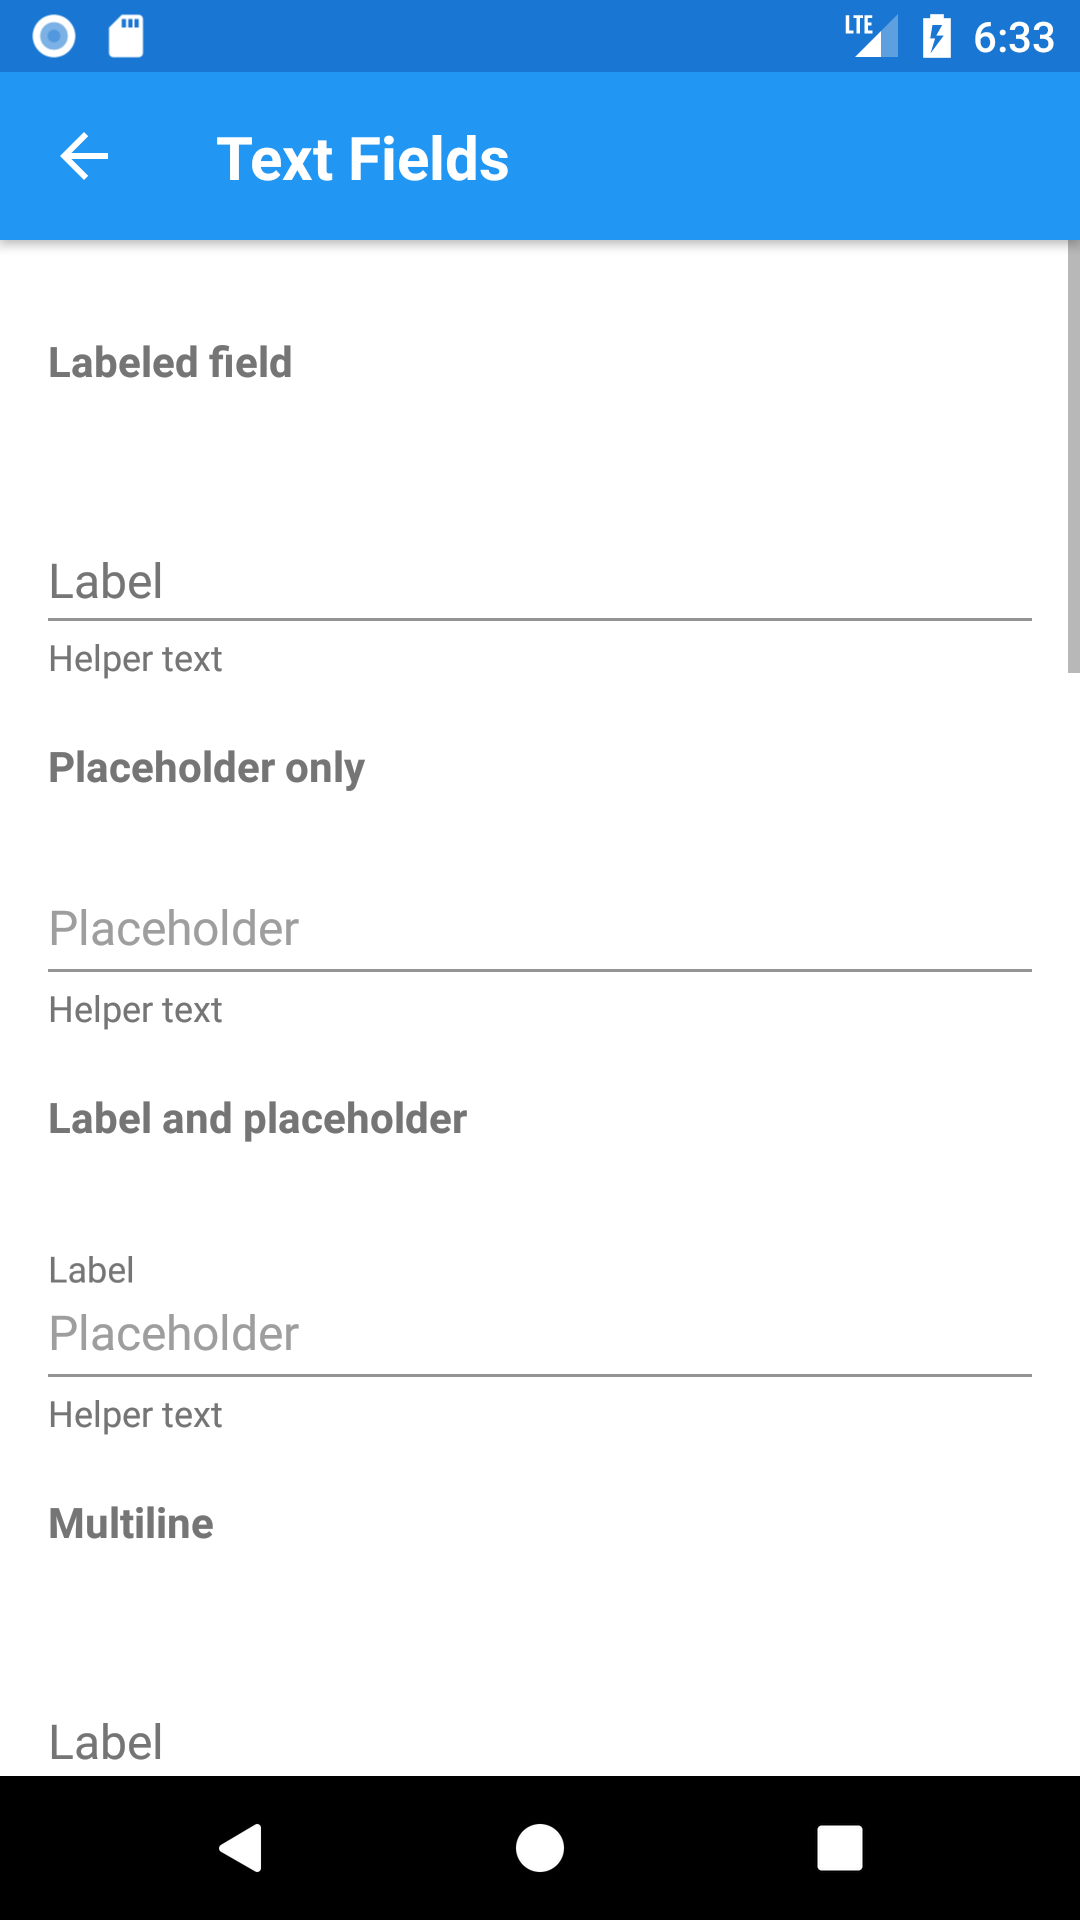 LTE 6:33
Text Fields
Labeled field
Label
Helper text
Placeholder only
Placeholder
Helper text
Label and placeholder
Label
Placeholder
Helper text
Multiline
Label